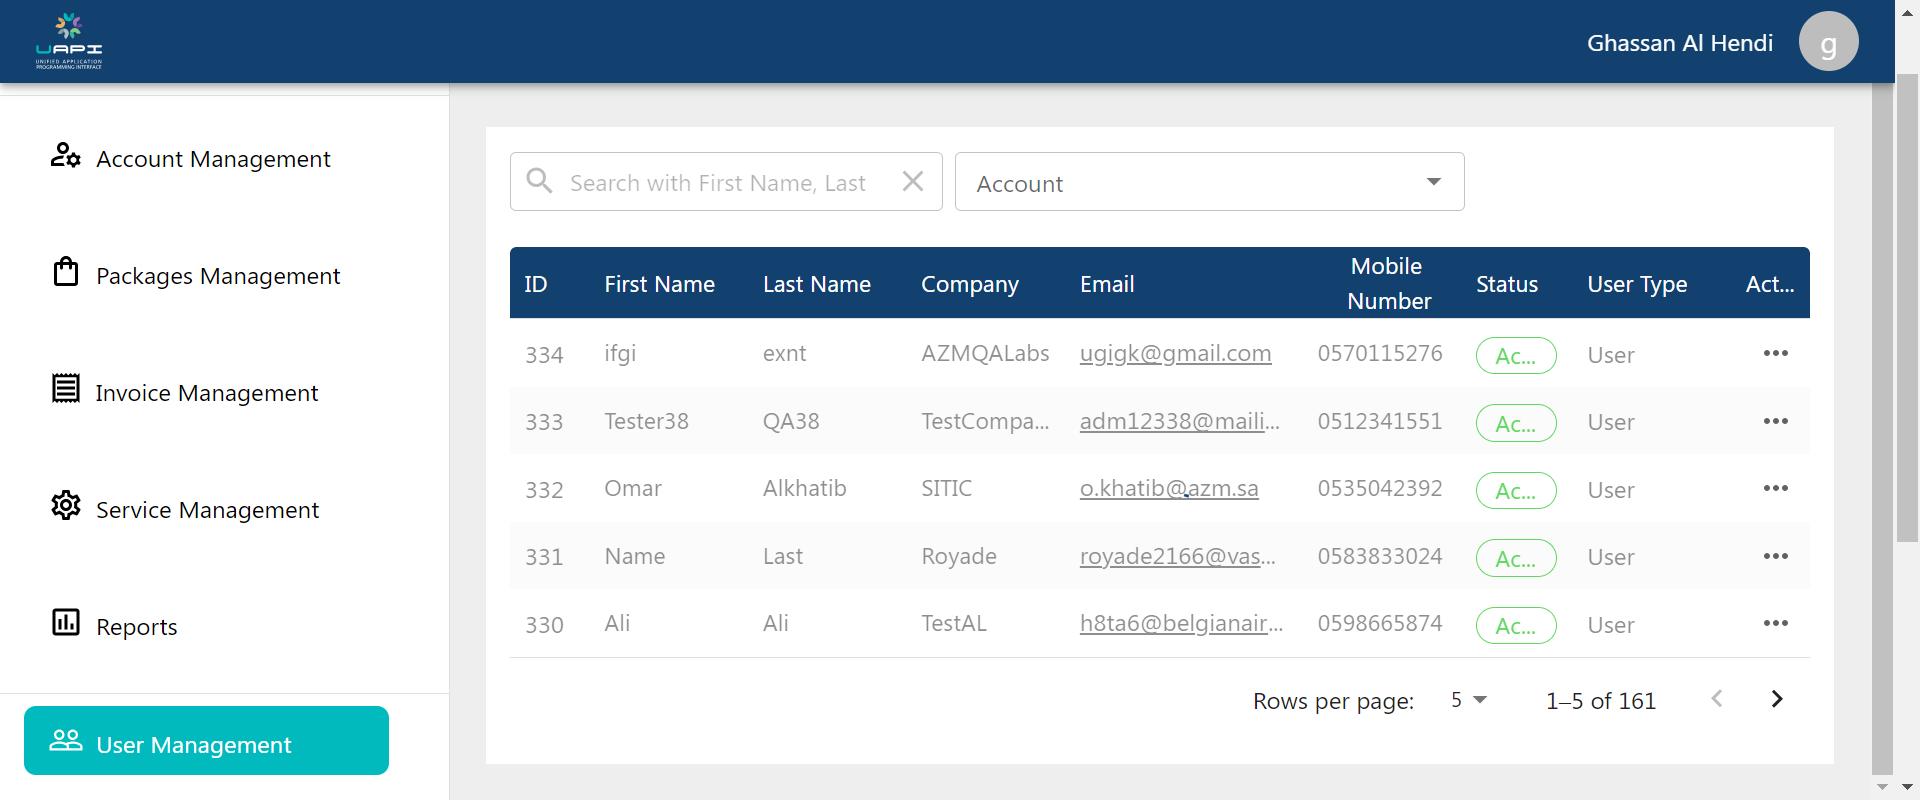 UAPI
UNIFIED APPLICATION
PROGRAMMING INTERFACE
Ghassan Al Hendi
g
Account Management
Packages Management
Invoice Management
Service Management
Reports
User Management
Search with First Name, Last
Account
ID First Name Last Name Company Email Mobile Number Status User Type Act...
334 ifgi exnt AZMQALabs ugigk@gmail.com 0570115276 Ac... User
333 Tester38 QA38 TestCompa... adm12338@maili... 0512341551 Ac... User
332 Omar Alkhatib SITIC o.khatib@azm.sa 0535042392 Ac... User
331 Name Last Royade royade2166@vas... 0583833024 Ac... User
330 Ali Ali TestAL h8ta6@belgianair... 0598665874 Ac... User
Rows per page: 5 1–5 of 161